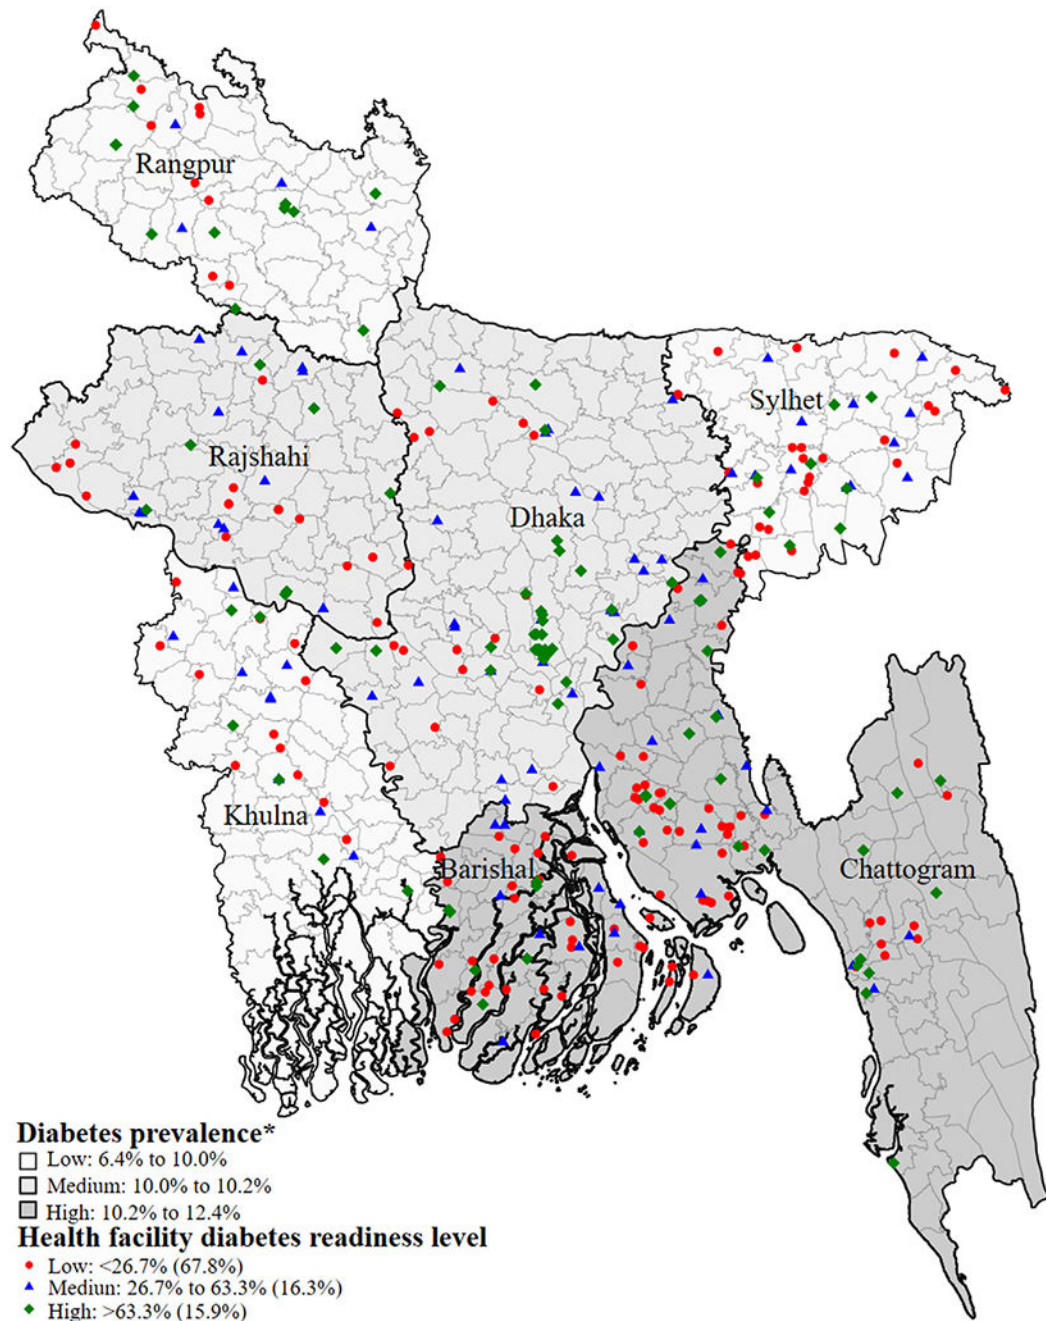 Rangpur
Sylhet
Rajshahi
Dhaka
Khulna
Barishal
Chattogram
Diabetes prevalence*
Low: 6.4% to 10.0%
Medium: 10.0% to 10.2%
High: 10.2% to 12.4%
Health facility diabetes readiness level
Low: <26.7% (67.8%)
Mediun: 26.7% to 63.3% (16.3%)
High: >63.3% (15.9%)